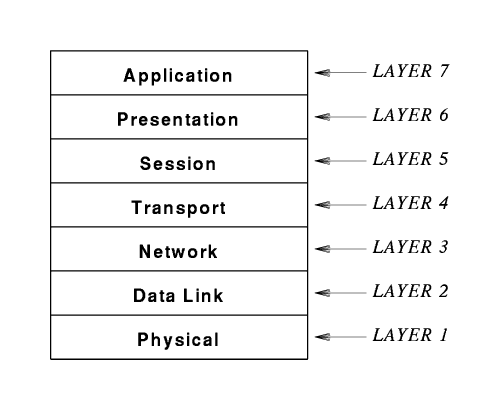 Application LAYER 7
Presentation LAYER 6
Session LAYER 5
Transport LAYER 4
Network LAYER 3
Data Link LAYER 2
Physical LAYER 1